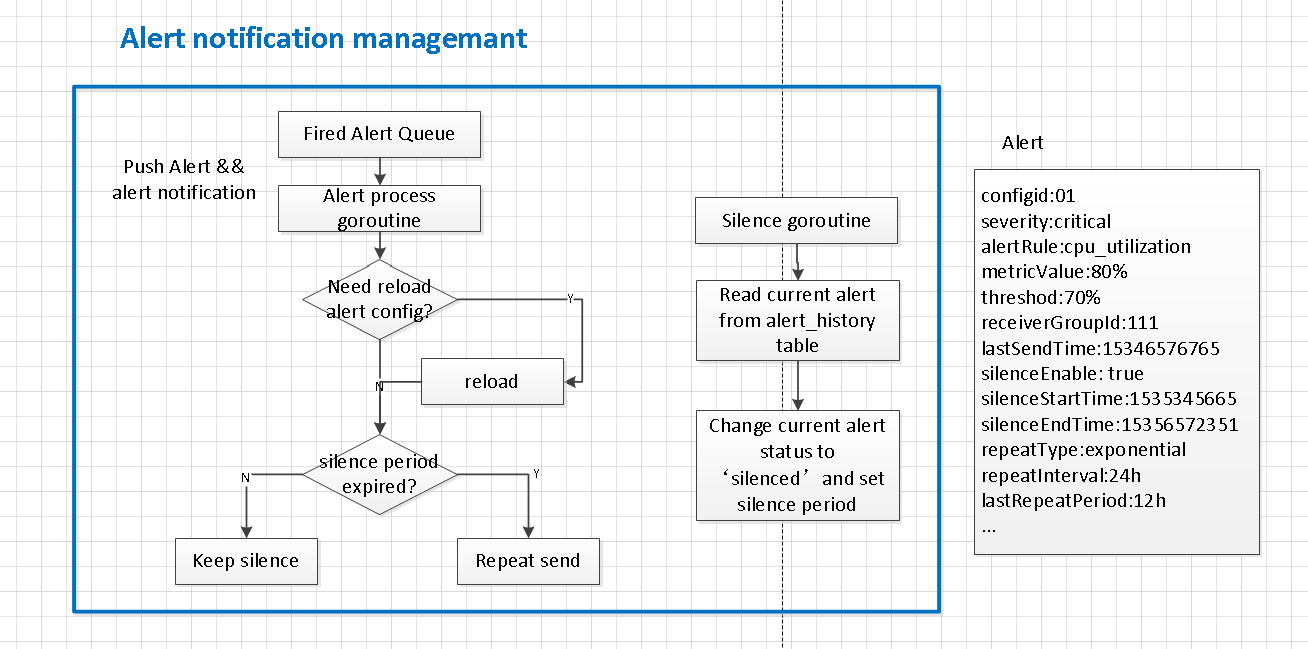 Alert notification managemant
Fired Alert Queue
Push Alert &&
alert notification
Alert process
goroutine
Need reload
alert config?
Y
reload
N
silence period
expired?
N
Y
Keep silence
Repeat send
Silence goroutine
Read current alert
from alert_history
table
Change current alert
status to
‘silenced’ and set
silence period
Alert
configid:01
severity:critical
alertRule:cpu_utilization
metricValue:80%
threshod:70%
receiverGroupId:111
lastSendTime:15346576765
silenceEnable: true
silenceStartTime:1535345665
silenceEndTime:15356572351
repeatType:exponential
repeatInterval:24h
lastRepeatPeriod:12h
...